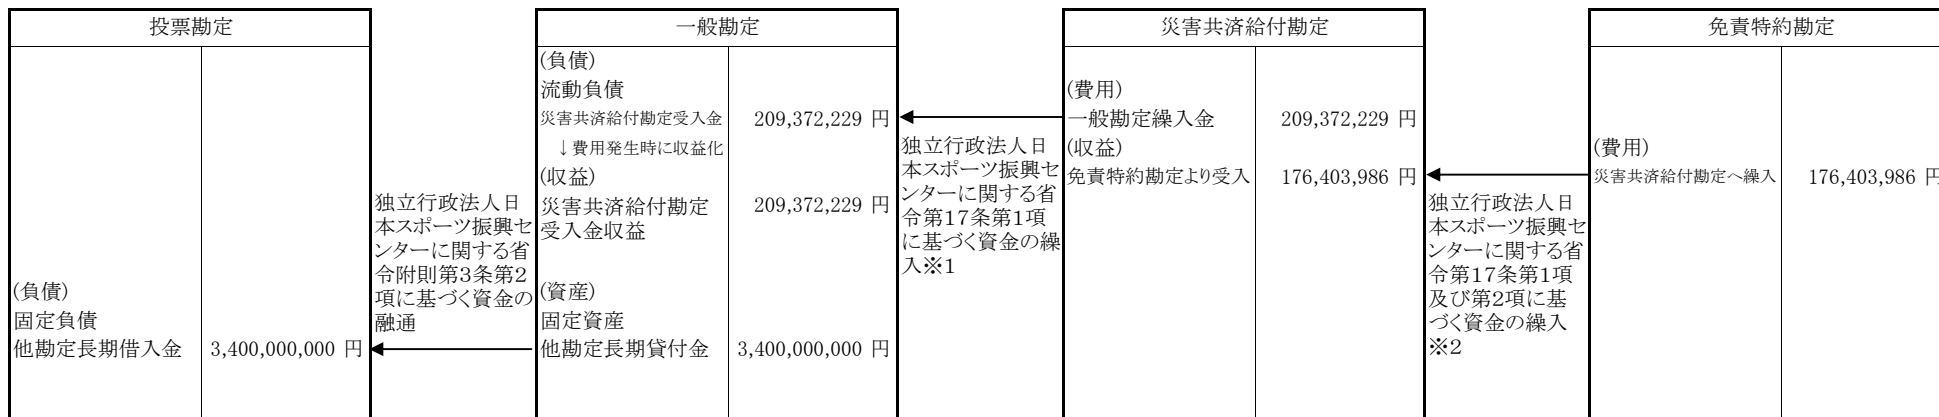 投票勘定
(負債)
固定負債
他勘定長期借入金 3,400,000,000 円
独立行政法人日
本スポーツ振興セ
ンターに関する省
令附則第3条第2
項に基づく資金の
融通
一般勘定
(負債)
流動負債
災害共済給付勘定受入金 209,372,229 円
↓費用発生時に収益化
(収益)
災害共済給付勘定
受入金収益
209,372,229 円
(資産)
固定資産
他勘定長期貸付金 3,400,000,000 円
独立行政法人日
本スポーツ振興セ
ンターに関する省
令第17条第1項
に基づく資金の繰
入※1
災害共済給付勘定
(費用)
一般勘定繰入金 209,372,229 円
(収益)
免責特約勘定より受入 176,403,986 円
独立行政法人日
本スポーツ振興セ
ンターに関する省
令第17条第1項
及び第2項に基
づく資金の繰入
※2
免責特約勘定
(費用)
災害共済給付勘定へ繰入 176,403,986 円